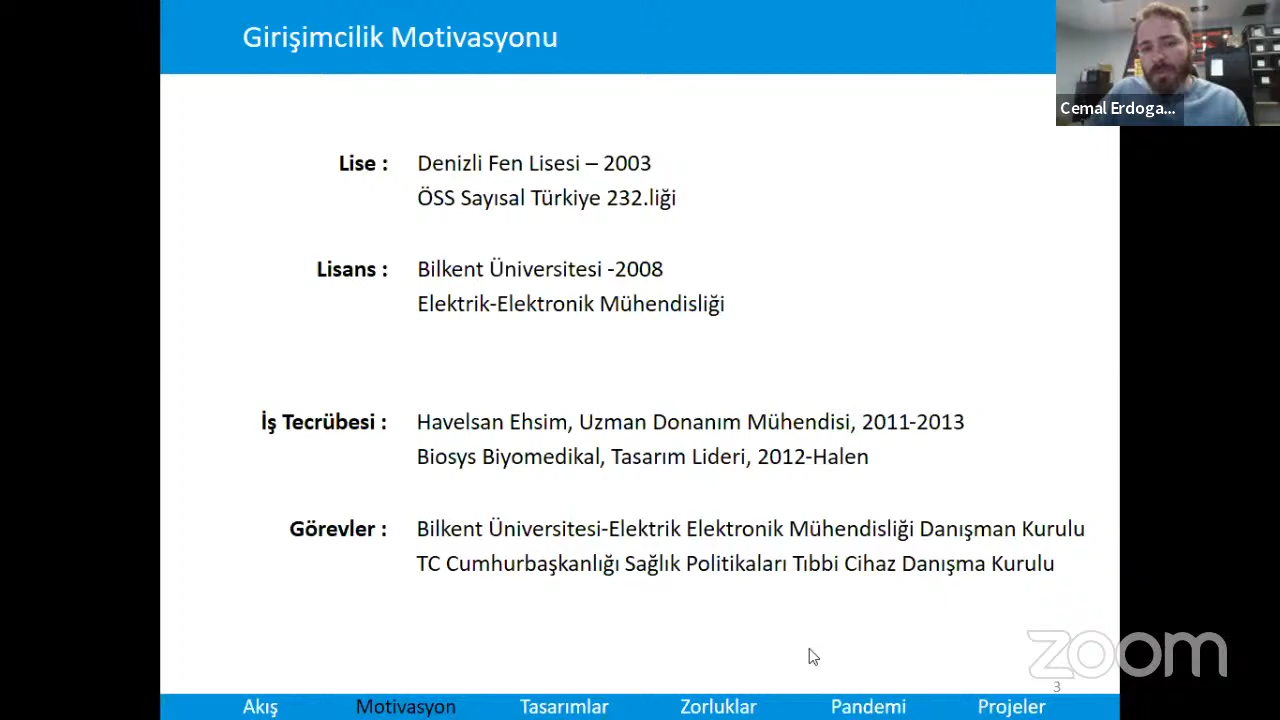 Girişimcilik Motivasyonu
Cemal Erdoga...
Lise : Denizli Fen Lisesi – 2003
ÖSS Sayısal Türkiye 232.liği
Lisans : Bilkent Üniversitesi -2008
Elektrik-Elektronik Mühendisliği
İş Tecrübesi : Havelsan Ehsim, Uzman Donanım Mühendisi, 2011-2013
Biosys Biyomedikal, Tasarım Lideri, 2012-Halen
Görevler : Bilkent Üniversitesi-Elektrik Elektronik Mühendisliği Danışman Kurulu
TC Cumhurbaşkanlığı Sağlık Politikaları Tıbbi Cihaz Danışma Kurulu
zoom
3
Akış Motivasyon Tasarımlar Zorluklar Pandemi Projeler